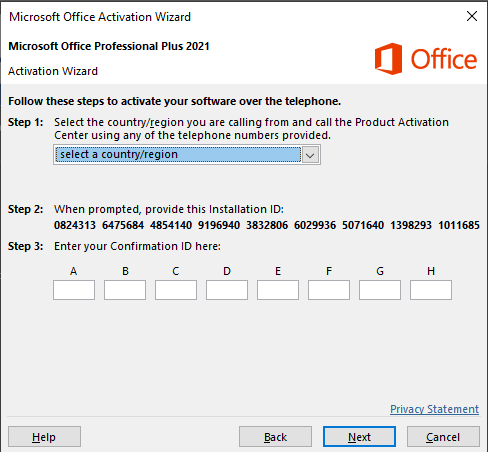 Microsoft Office Activation Wizard
Microsoft Office Professional Plus 2021
Office
Activation Wizard
Follow these steps to activate your software over the telephone.
Step 1: Select the country/region you are calling from and call the Product Activation
Center using any of the telephone numbers provided.
select a country/region
Step 2: When prompted, provide this Installation ID:
0824313 6475684 4854140 9196940 3832806 6029936 5071640 1398293 1011685
Step 3: Enter your Confirmation ID here:
A B C D E F G H
Privacy Statement
Help Back Next Cancel